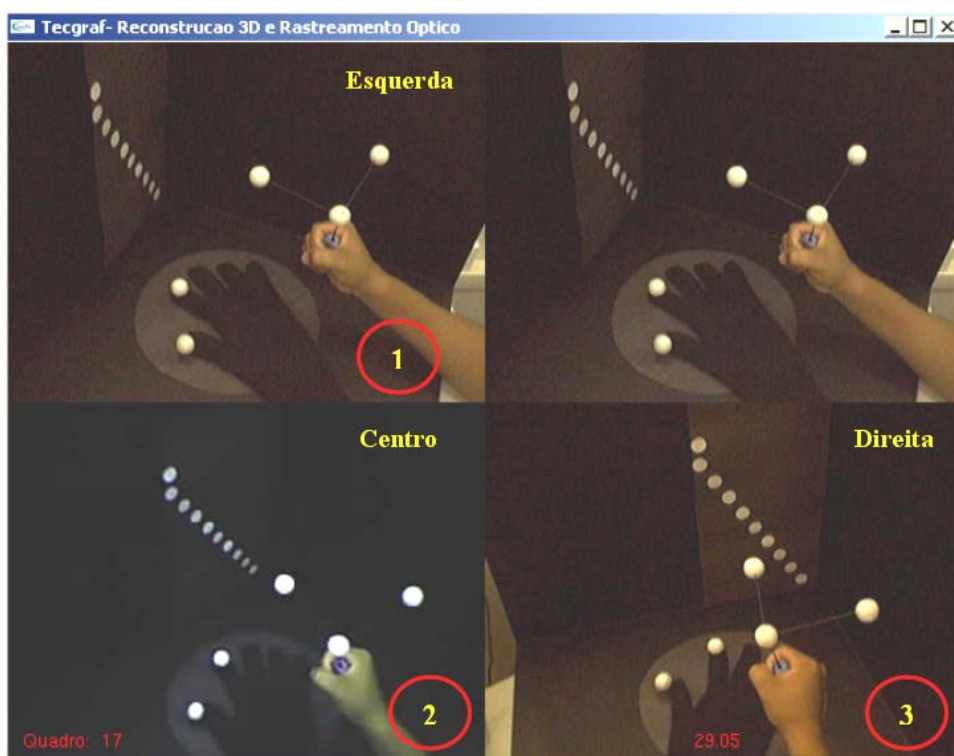 Tecgraf- Reconstrucao 3D e Rastreamento Optico
Esquerda
1
Centro
Direita
2
3
Quadro: 17
29.05